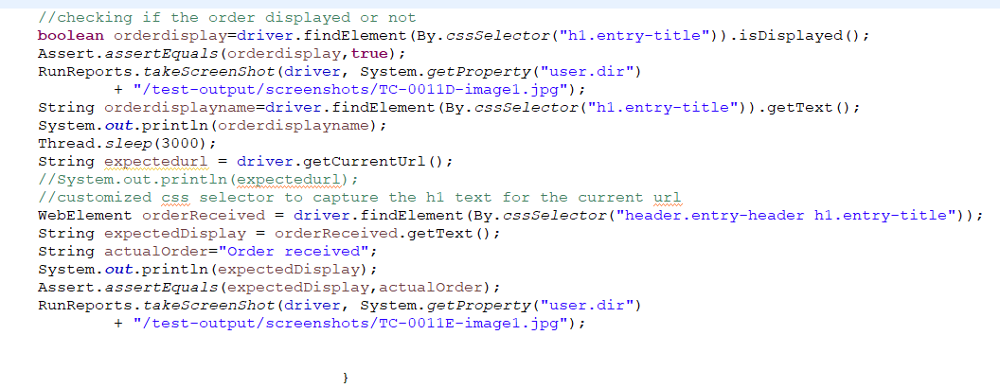 //checking if the order displayed or not
boolean orderdisplay=driver.findElement(By.cssSelector("h1.entry-title")).isDisplayed();
Assert.assertEquals(orderdisplay,true);
RunReports.takeScreenShot(driver, System.getProperty("user.dir")
        + "/test-output/screenshots/TC-0011D-image1.jpg");
String orderdisplayname=driver.findElement(By.cssSelector("h1.entry-title")).getText();
System.out.println(orderdisplayname);
Thread.sleep(3000);
String expectedurl = driver.getCurrentUrl();
//System.out.println(expectedurl);
//customized css selector to capture the h1 text for the current url
WebElement orderReceived = driver.findElement(By.cssSelector("header.entry-header h1.entry-title"));
String expectedDisplay = orderReceived.getText();
String actualOrder="Order received";
System.out.println(expectedDisplay);
Assert.assertEquals(expectedDisplay,actualOrder);
RunReports.takeScreenShot(driver, System.getProperty("user.dir")
        + "/test-output/screenshots/TC-0011E-image1.jpg");
}